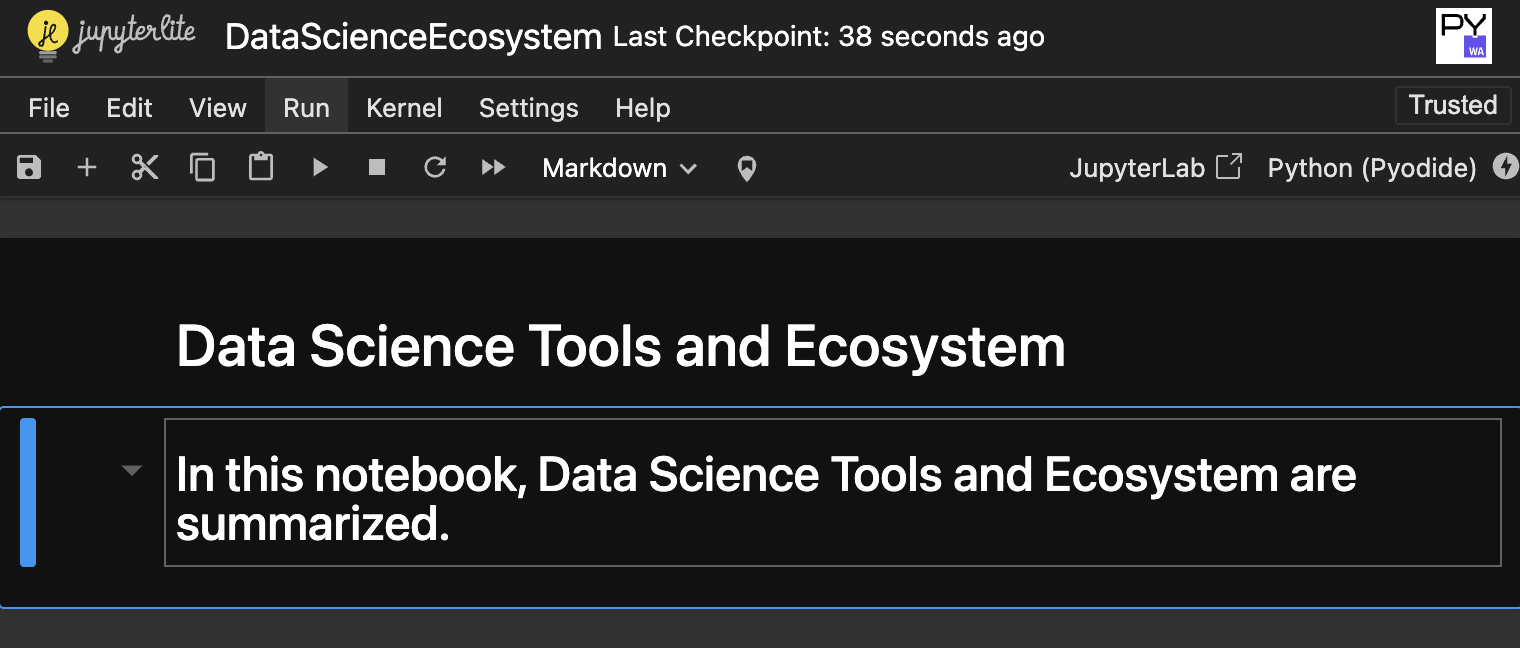 jupyterlite DataScienceEcosystem Last Checkpoint: 38 seconds ago PY WA
File Edit View Run Kernel Settings Help Trusted
Markdown JupyterLab Python (Pyodide)
Data Science Tools and Ecosystem
In this notebook, Data Science Tools and Ecosystem are
summarized.